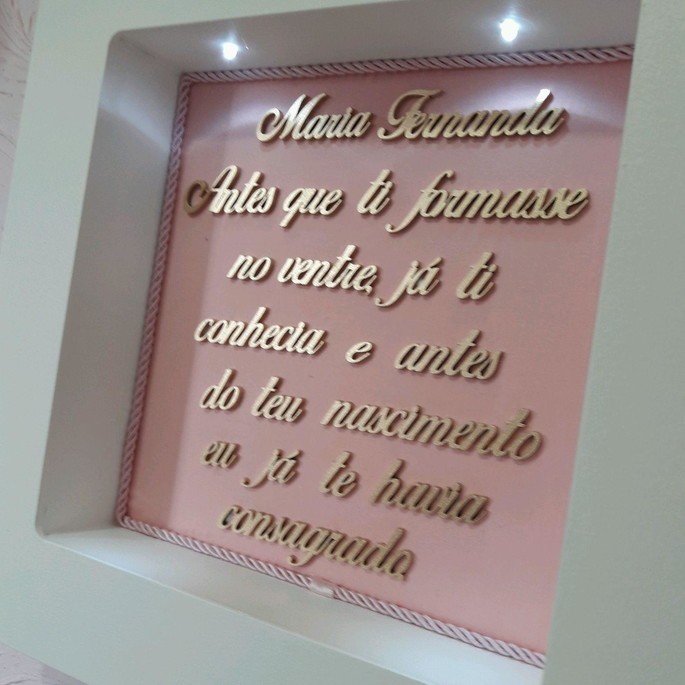 Maria Fernanda
Antes que ti formasse
no ventre, já ti
conhecia e antes
do teu nascimento
eu já te havia
consagrado.